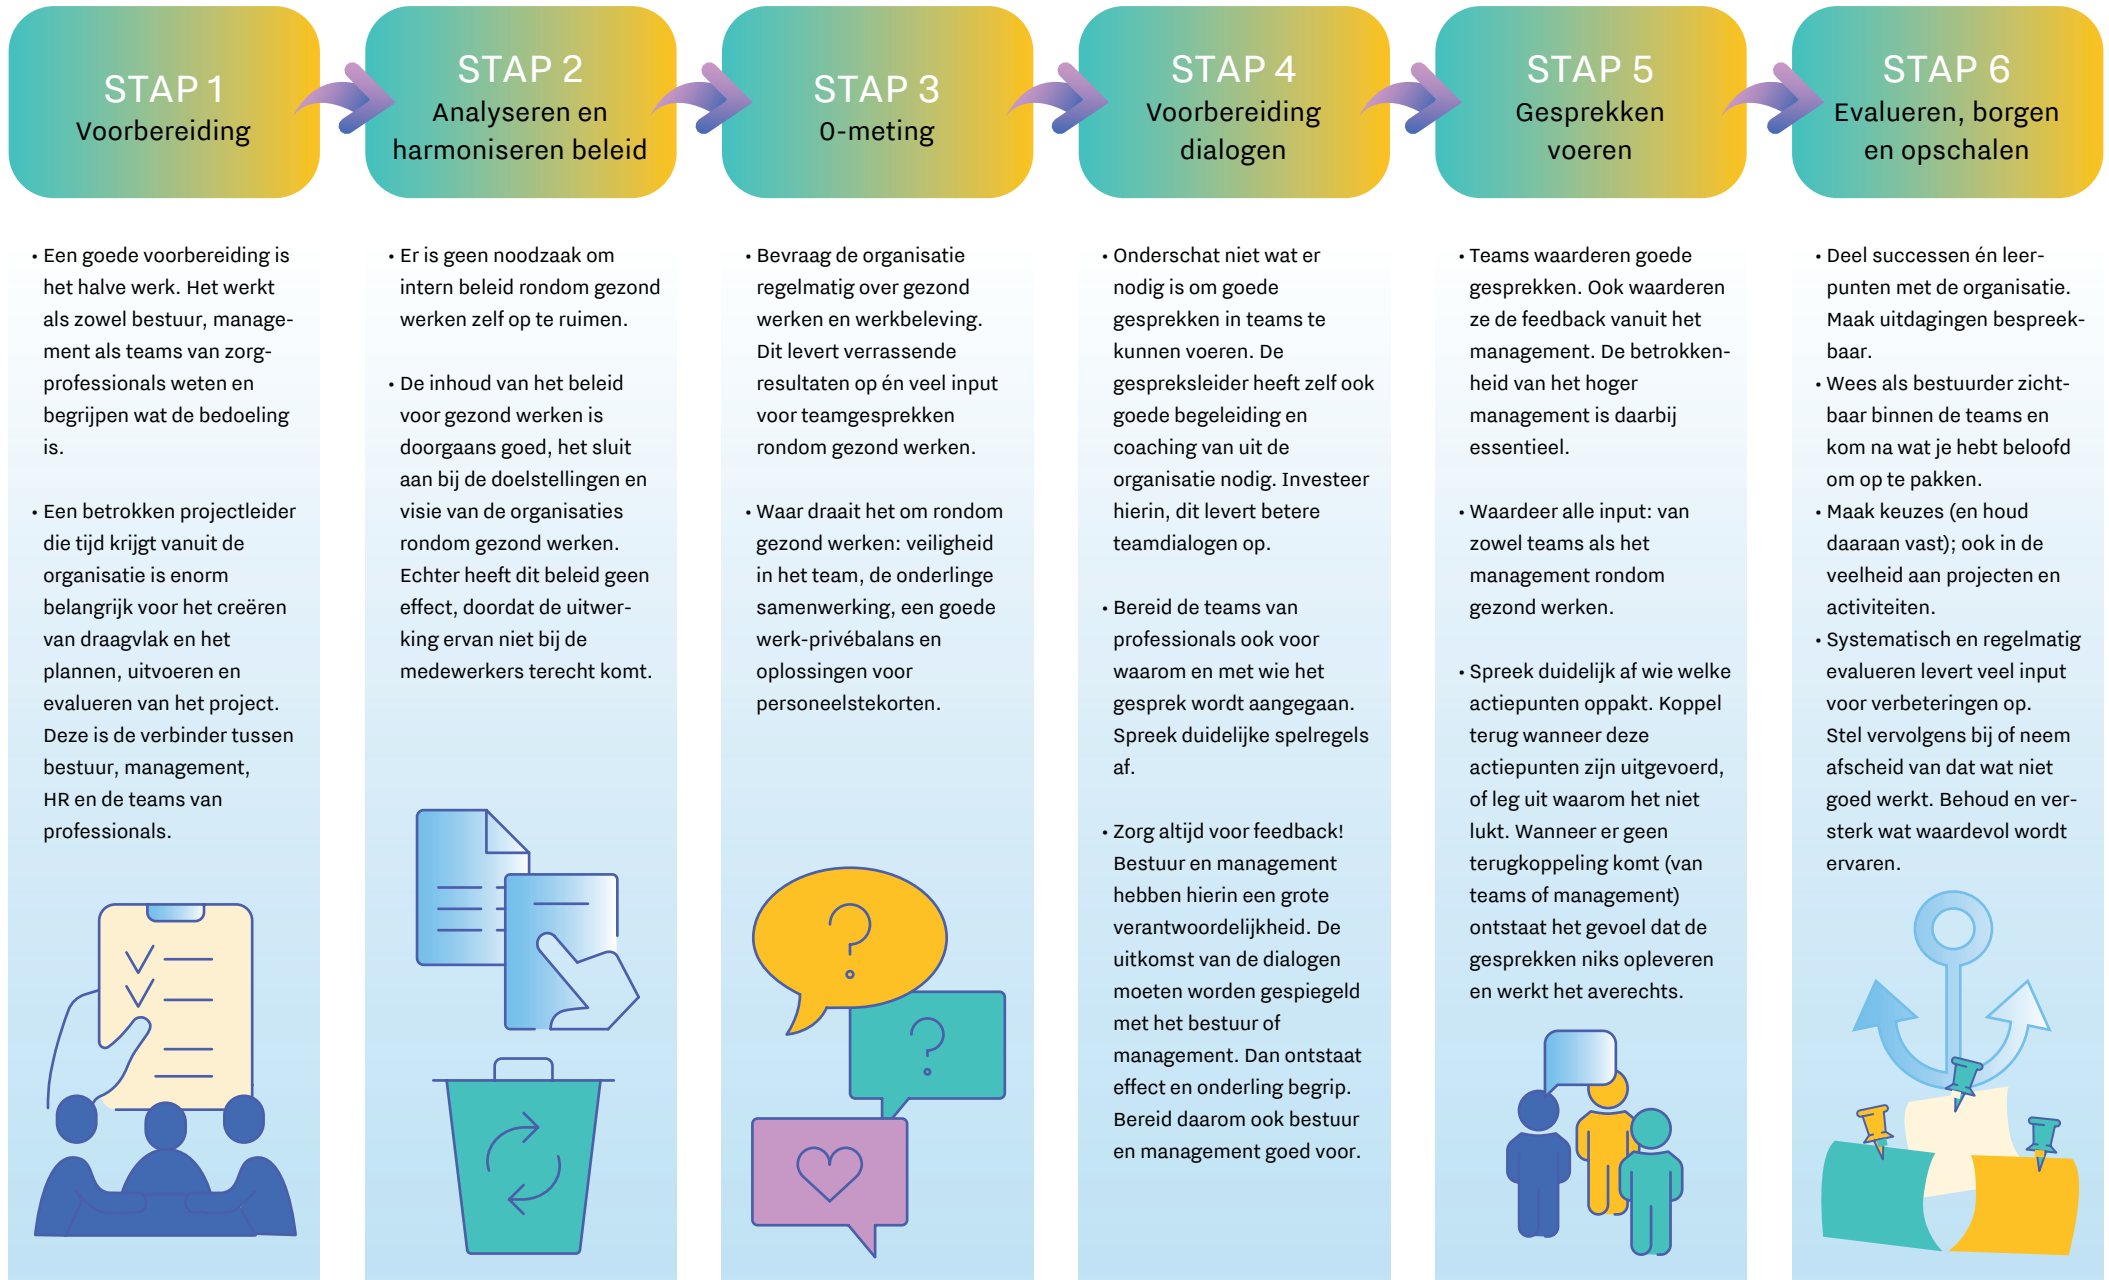 STAP 1
Voorbereiding
• Een goede voorbereiding is
het halve werk. Het werkt
als zowel bestuur, manage-
ment als teams van zorg-
professionals weten en
begrijpen wat de bedoeling
is.
• Een betrokken projectleider
die tijd krijgt vanuit de
organisatie is enorm
belangrijk voor het creëren
van draagvlak en het
plannen, uitvoeren en
evalueren van het project.
Deze is de verbinder tussen
bestuur, management,
HR en de teams van
professionals.
STAP 2
Analyseren en
harmoniseren beleid
• Er is geen noodzaak om
intern beleid rondom gezond
werken zelf op te ruimen.
• De inhoud van het beleid
voor gezond werken is
doorgaans goed, het sluit
aan bij de doelstellingen en
visie van de organisaties
rondom gezond werken.
Echter heeft dit beleid geen
effect, doordat de uitwer-
king ervan niet bij de
medewerkers terecht komt.
STAP 3
0-meting
• Bevraag de organisatie
regelmatig over gezond
werken en werkbeleving.
Dit levert verrassende
resultaten op én veel input
voor teamgesprekken
rondom gezond werken.
• Waar draait het om rondom
gezond werken: veiligheid
in het team, de onderlinge
samenwerking, een goede
werk-privébalans en
oplossingen voor
personeelstekorten.
STAP 4
Voorbereiding
dialogen
• Onderschat niet wat er
nodig is om goede
gesprekken in teams te
kunnen voeren. De
gespreksleider heeft zelf ook
goede begeleiding en
coaching van uit de
organisatie nodig. Investeer
hierin, dit levert betere
teamdialogen op.
• Bereid de teams van
professionals ook voor
waarom en met wie het
gesprek wordt aangegaan.
Spreek duidelijke spelregels
af.
• Zorg altijd voor feedback!
Bestuur en management
hebben hierin een grote
verantwoordelijkheid. De
uitkomst van de dialogen
moeten worden gespiegeld
met het bestuur of
management. Dan ontstaat
effect en onderling begrip.
Bereid daarom ook bestuur
en management goed voor.
STAP 5
Gesprekken
voeren
• Teams waarderen goede
gesprekken. Ook waarderen
ze de feedback vanuit het
management. De betrokken-
heid van het hoger
management is daarbij
essentieel.
• Waardeer alle input: van
zowel teams als het
management rondom
gezond werken.
• Spreek duidelijk af wie welke
actiepunten oppakt. Koppel
terug wanneer deze
actiepunten zijn uitgevoerd,
of leg uit waarom het niet
lukt. Wanneer er geen
terugkoppeling komt (van
teams of management)
ontstaat het gevoel dat de
gesprekken niks opleveren
en werkt het averechts.
STAP 6
Evalueren, borgen
en opschalen
• Deel successen én leer-
punten met de organisatie.
Maak uitdagingen bespreek-
baar.
• Wees als bestuurder zicht-
baar binnen de teams en
kom na wat je hebt beloofd
om op te pakken.
• Maak keuzes (en houd
daaraan vast); ook in de
veelheid aan projecten en
activiteiten.
• Systematisch en regelmatig
evalueren levert veel input
voor verbeteringen op.
Stel vervolgens bij of neem
afscheid van dat wat niet
goed werkt. Behoud en ver-
sterk wat waardevol wordt
ervaren.